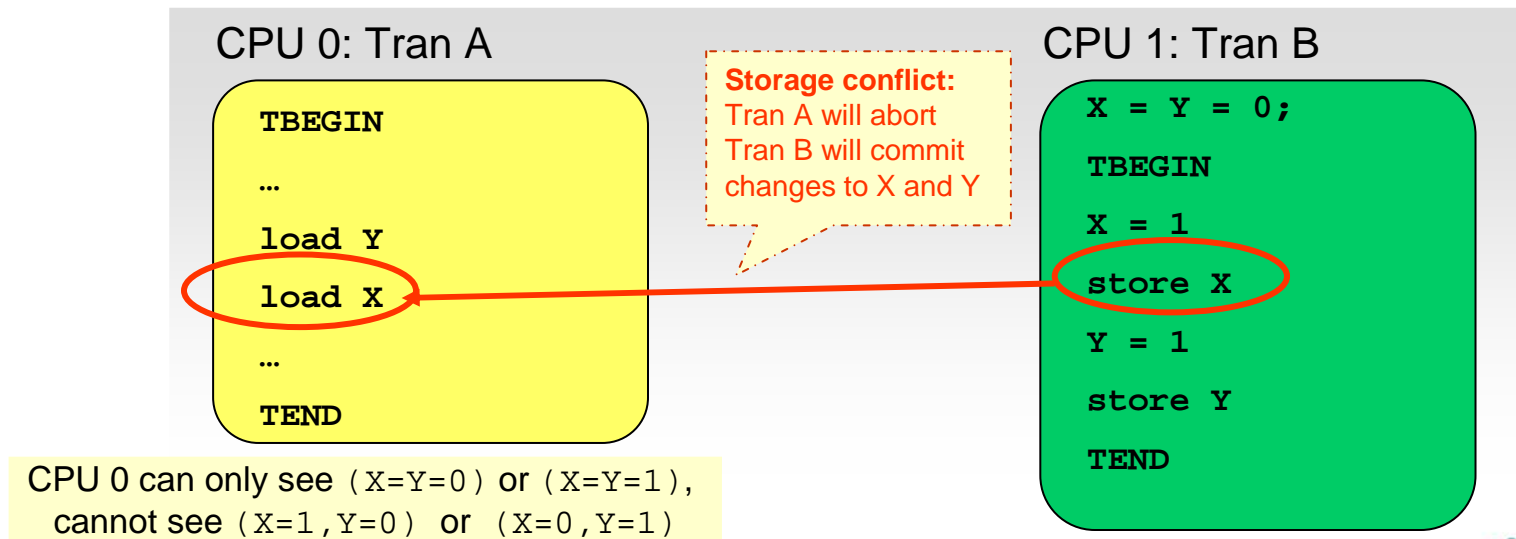 CPU 0: Tran A
TBEGIN
…
load Y
load X
…
TEND
CPU 0 can only see (X=Y=0) or (X=Y=1),
cannot see (X=1,Y=0) or (X=0,Y=1)
Storage conflict:
Tran A will abort
Tran B will commit
changes to X and Y
CPU 1: Tran B
X = Y = 0;
TBEGIN
X = 1
store X
Y = 1
store Y
TEND